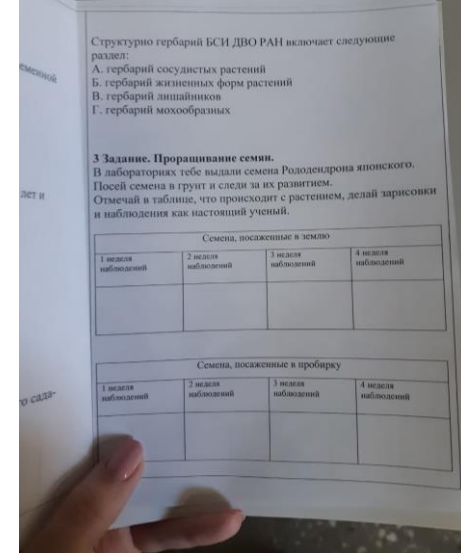 еменной
лет и
го сада-
Структурно гербарий БСИ ДВО РАН включает следующие
раздел:
А. гербарий сосудистых растений
Б. гербарий жизненных форм растений
В. гербарий лишайников
Г. гербарий мохообразных
3 Задание. Проращивание семян.
В лабораториях тебе выдали семена Рододендрона японского.
Посей семена в грунт и следи за их развитием.
Отмечай в таблице, что происходит с растением, делай зарисовки
и наблюдения как настоящий ученый.
Семена, посаженные в землю
1 неделя наблюдений
2 неделя наблюдений
3 неделя наблюдений
4 неделя наблюдений
Семена, посаженные в пробирку
1 неделя наблюдений
2 неделя наблюдений
3 неделя наблюдений
4 неделя наблюдений